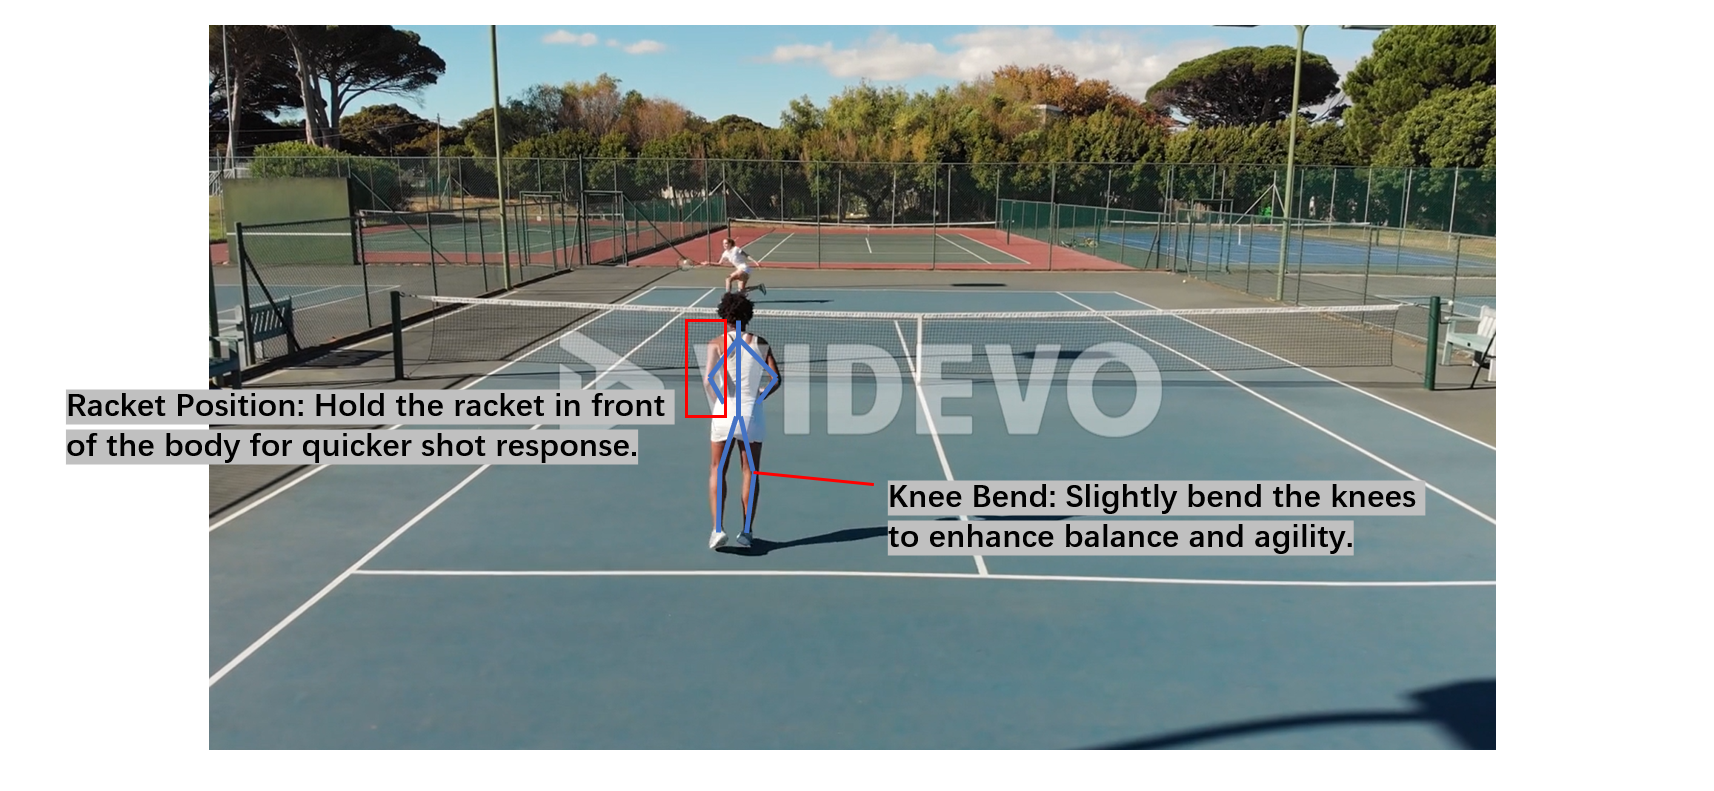 VIDEVO
Racket Position: Hold the racket in front
of the body for quicker shot response.
Knee Bend: Slightly bend the knees
to enhance balance and agility.